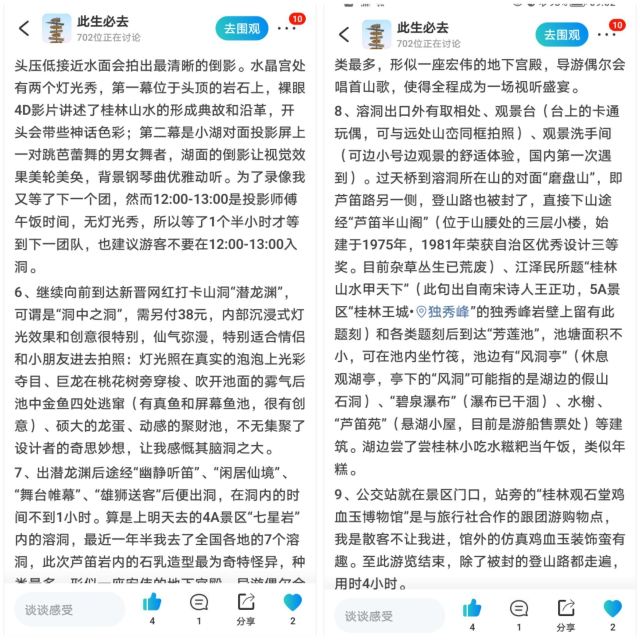 此生必去
702位正在讨论
去围观
10
头压低接近水面会拍出最清晰的倒影。水晶宫处
有两个灯光秀，第一幕位于头顶的岩石上，裸眼
4D影片讲述了桂林山水的形成典故和沿革，开
头会带些神话色彩；第二幕是小湖对面投影屏上
一对跳芭蕾舞的男女舞者，湖面的倒影让视觉效
果美轮美奂，背景钢琴曲优雅动听。为了录像我
又等了下一个团，然而12:00-13:00是投影师傅
午饭时间，无灯光秀，所以等了1个半小时才等
到下一团队，也建议游客不要在12:00-13:00入
洞。
6、继续向前到达新晋网红打卡山洞“潜龙渊”，
可谓是“洞中之洞”，需另付38元，内部沉浸式灯
光效果和创意很特别，仙气弥漫，特别适合情侣
和小朋友进去拍照：灯光照在真实的泡泡上光彩
夺目、巨龙在桃花树旁穿梭、吹开池面的雾气后
池中金鱼四处逃窜（有真鱼和屏幕鱼池，很有创
意）、硕大的龙蛋、动感的聚财池，不无集聚了
设计者的奇思妙想，让我感慨其脑洞之大。
7、出潜龙渊后途经“幽静听笛”、“闲居仙境”、
“舞台帷幕”、“雄狮送客”后便出洞，在洞内的时
间不到1小时。算是上明天去的4A景区“七星岩”
内的溶洞，最近一年半我去了全国各地的7个溶
洞，此次芦笛岩内的石乳造型最为奇特怪异，种
类最多，形似一座宏伟的地下宫殿，导游偶尔会
谈谈感受
4
1
分享
2
此生必去
702位正在讨论
去围观
10
类最多，形似一座宏伟的地下宫殿，导游偶尔会
唱首山歌，使得全程成为一场视听盛宴。
8、溶洞出口外有取相处、观景台（台上的卡通
玩偶，可与远处山峦同框拍照）、观景洗手间
（可边小号边观景的舒适体验，国内第一次遇
到）。过天桥到溶洞所在山的对面“磨盘山”，即
芦笛路另一侧，登山路也被封了，直接下山途
经“芦笛半山阁”（位于山腰处的三层小楼，始
建于1975年，1981年荣获自治区优秀设计三等
奖。目前杂草丛生已荒废）、江泽民所题“桂林
山水甲天下”（此句出自南宋诗人王正功，5A景
区“桂林王城·独秀峰”的独秀峰岩壁上留有此
题刻）和各类题刻后到达“芳莲池”，池塘面积不
小，可在池内坐竹筏，池边有“风洞亭”（休息
观湖亭，亭下的“风洞”可能指的是湖边的假山
石洞）、“碧泉瀑布”（瀑布已干涸）、水榭、
“芦笛苑”（悬湖小屋，目前是游船售票处）等建
筑。湖边尝了尝桂林小吃水糍粑当午饭，类似年
糕。
9、公交站就在景区门口，站旁的“桂林观石堂鸡
血玉博物馆”是与旅行社合作的跟团游购物点，
我是散客不让我进，馆外的仿真鸡血玉装饰蛮有
趣。至此游览结束，除了被封的登山路都走遍，
用时4小时。
谈谈感受
4
1
分享
2